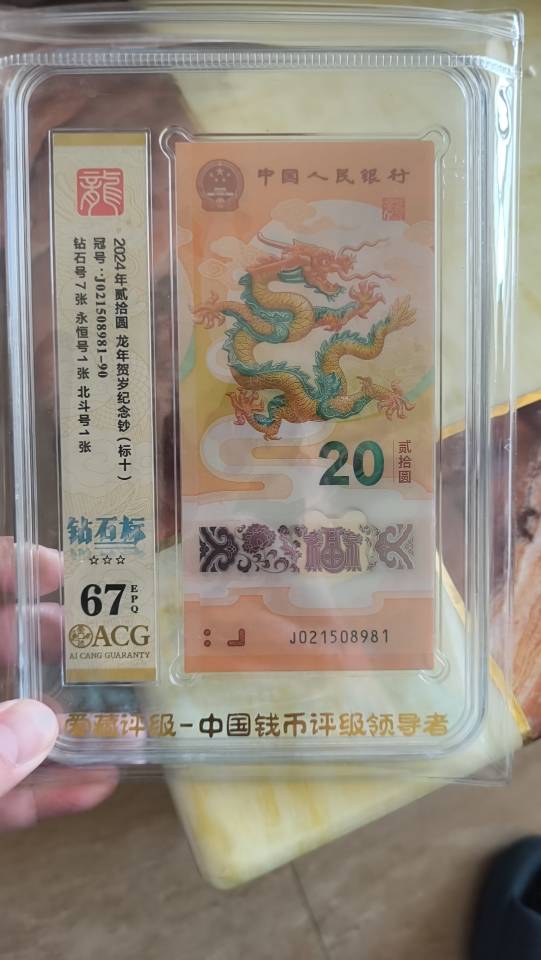 龍
2024年贰拾圆 龙年贺岁纪念钞(标十)
冠号:J021508981-90
钻石号7张 永恒号1张 北斗号1张
钻石标
☆☆☆
67 EPQ
ACG
AI CANG GUARANTY
中国人民银行
20 贰拾圆
福
J021508981
爱藏评级-中国钱币评级领导者